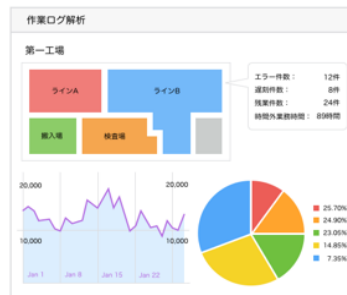 作業ログ解析
第一工場
ラインA
ラインB
搬入場
検査場
エラー件数： 12件
遅刻件数： 8件
残業件数： 24件
時間外業務時間： 89時間
20,000
20,000
10,000
10,000
Jan 1
Jan 8
Jan 15
Jan 22
25.70%
24.90%
23.05%
14.85%
7.35%